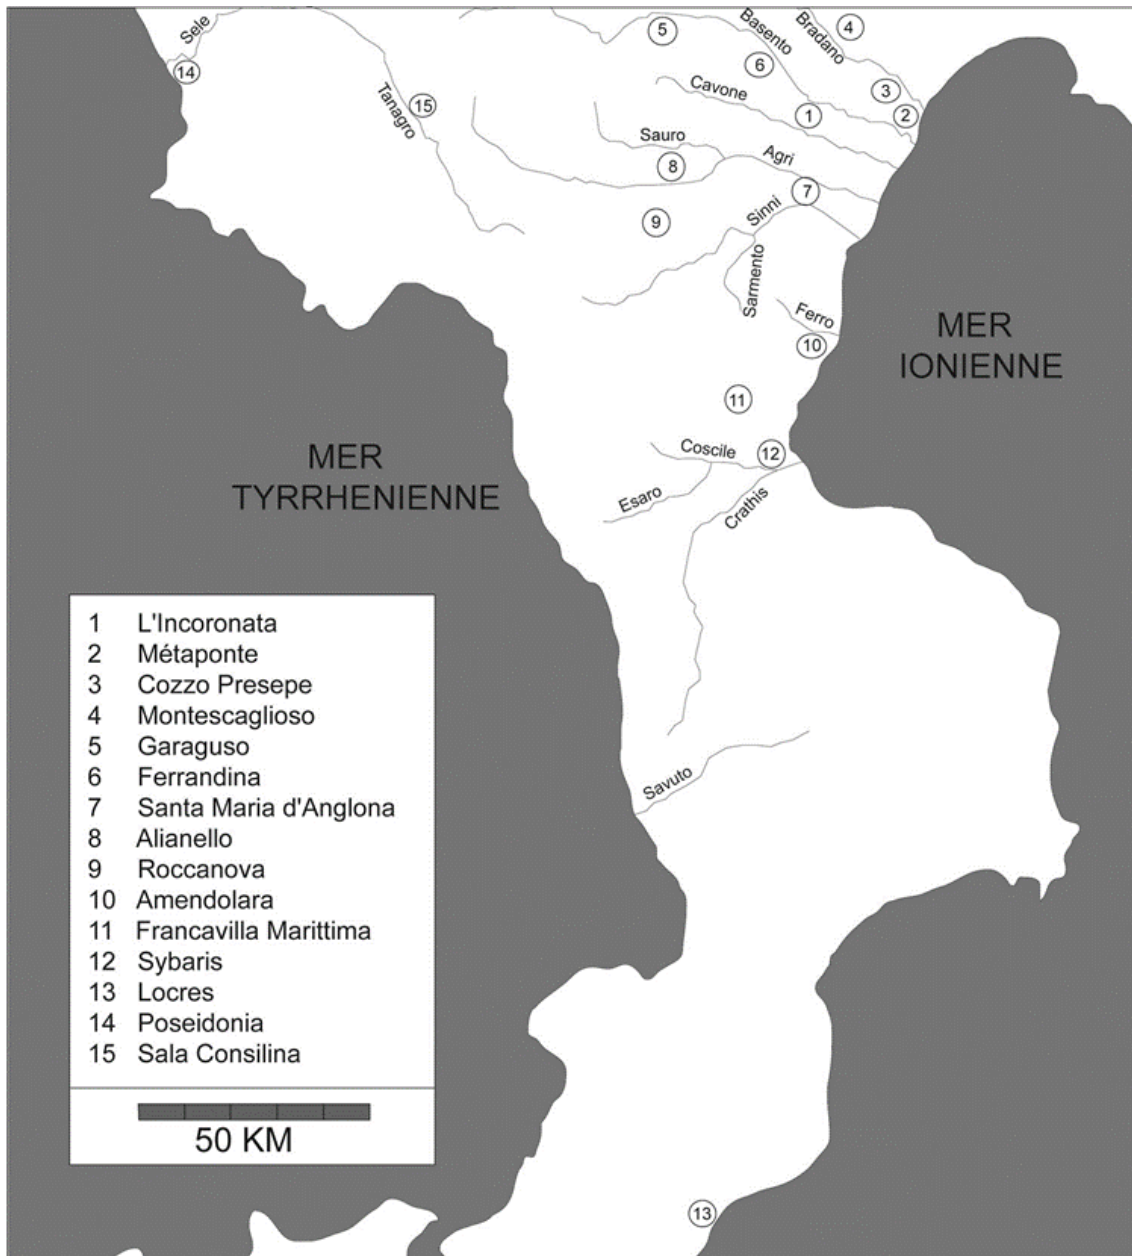 Sele
14
Tanagro
15
5
Basento
Bradano
4
6
Cavone
3
2
1
Sauro
8
Agri
7
9
Sinni
Sarmento
Ferro
10
MER
IONIENNE
11
MER
TYRRHENIENNE
Coscile
12
Esaro
Crathis
Savuto
13
1 L'Incoronata
2 Métaponte
3 Cozzo Presepe
4 Montescaglioso
5 Garaguso
6 Ferrandina
7 Santa Maria d'Anglona
8 Alianello
9 Roccanova
10 Amendolara
11 Francavilla Marittima
12 Sybaris
13 Locres
14 Poseidonia
15 Sala Consilina
50 KM